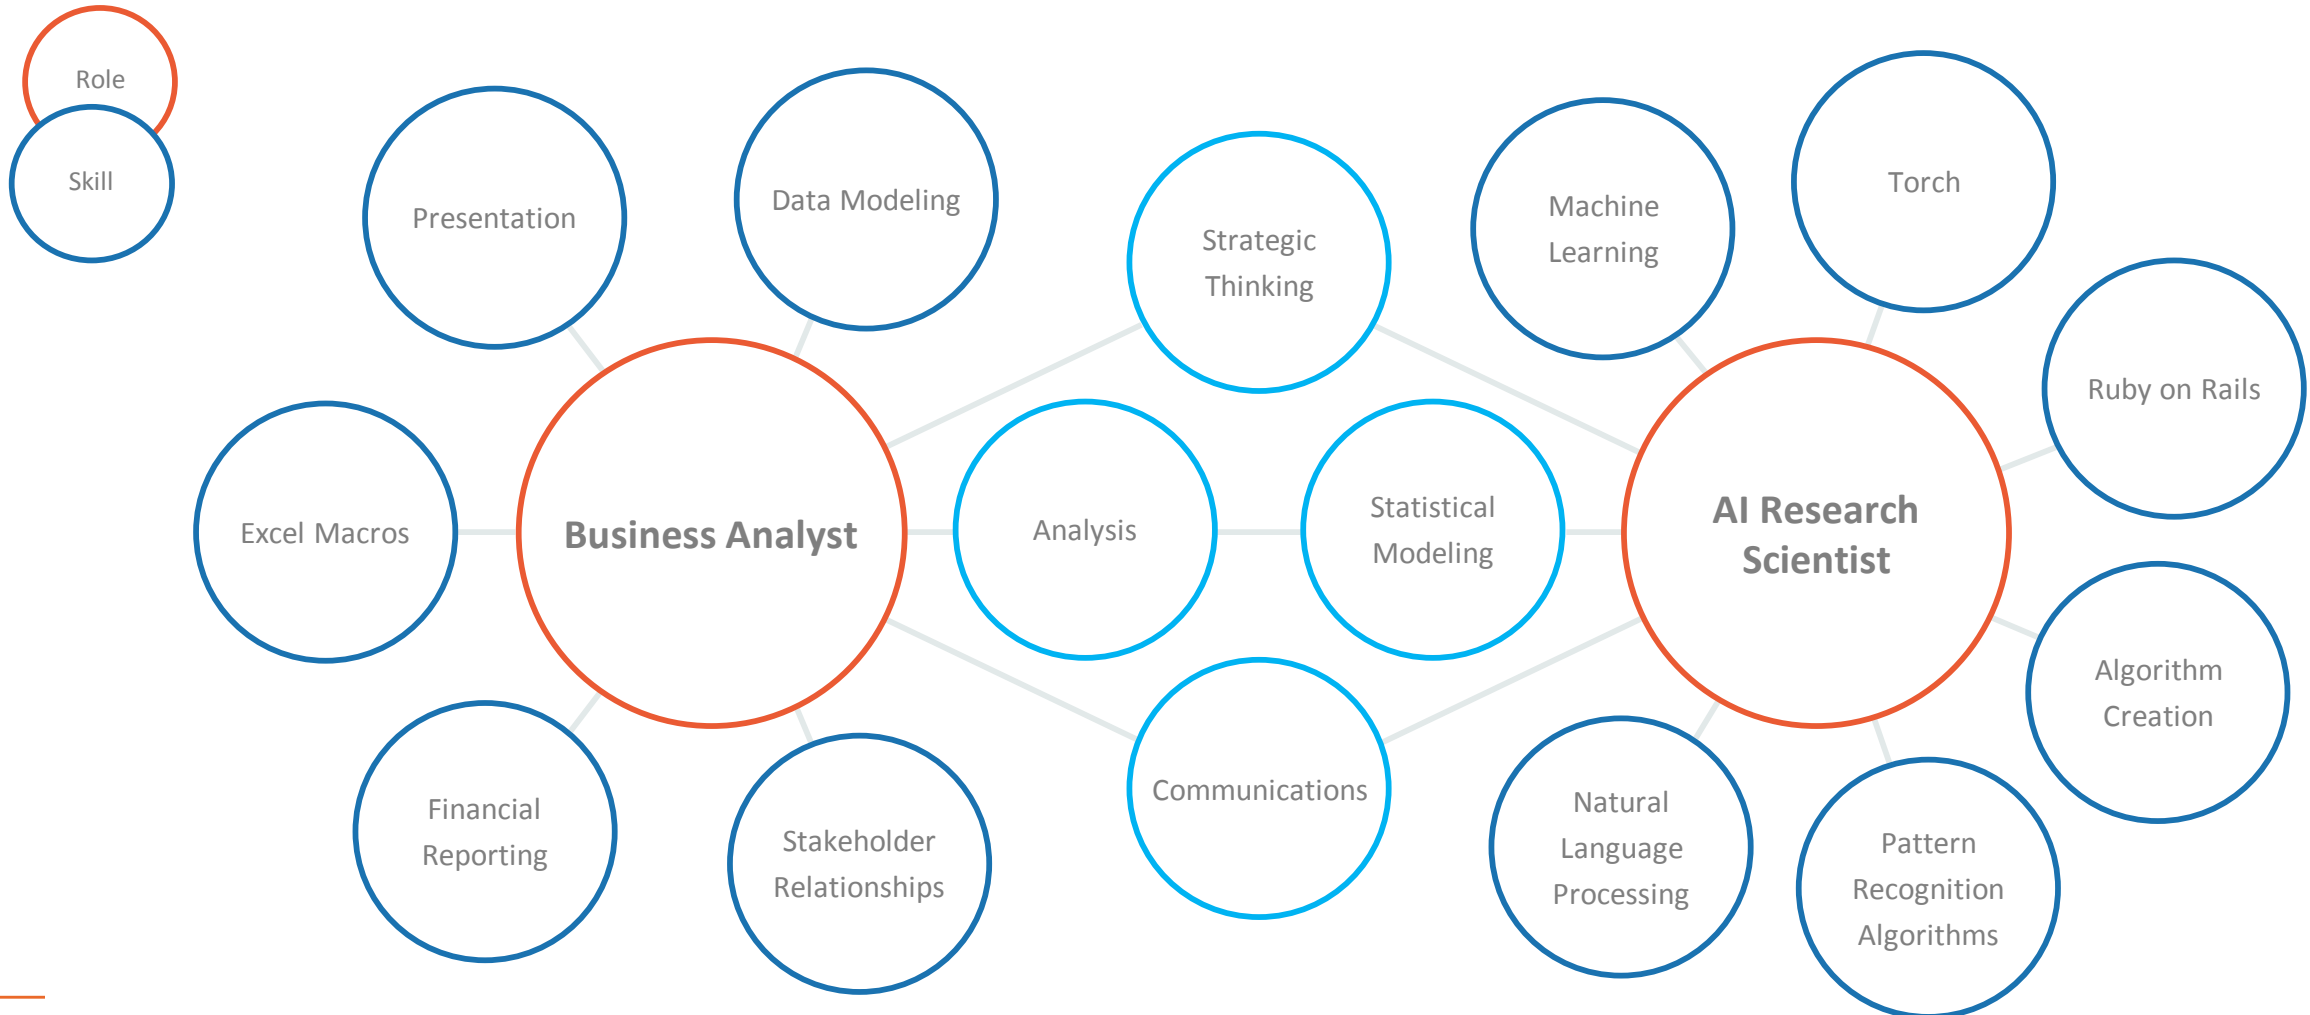 Role
Skill
Presentation
Data Modeling
Strategic
Thinking
Machine
Learning
Torch
Ruby on Rails
Excel Macros
Business Analyst
Analysis
Statistical
Modeling
AI Research
Scientist
Algorithm
Creation
Financial
Reporting
Stakeholder
Relationships
Communications
Natural
Language
Processing
Pattern
Recognition
Algorithms